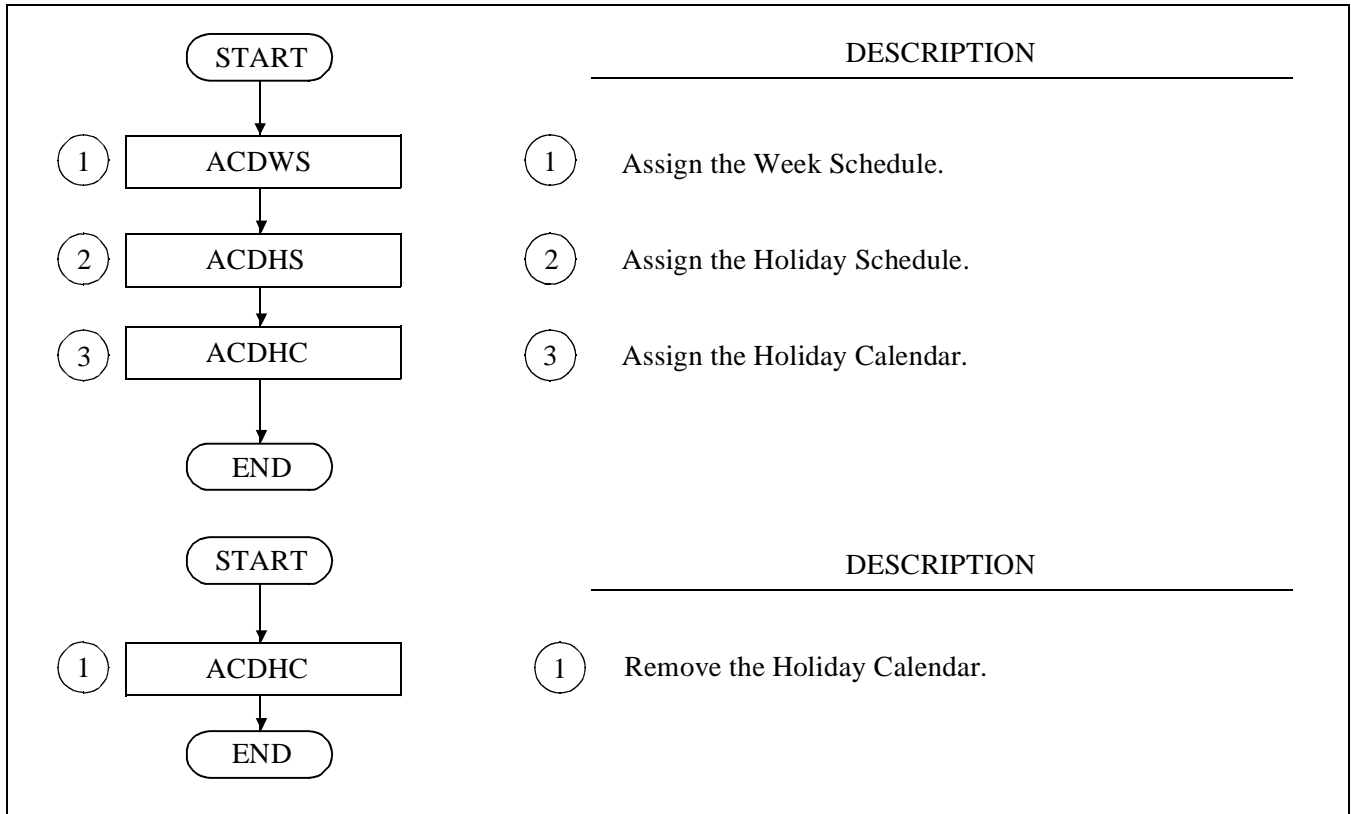 START
DESCRIPTION
1 ACDWS
1 Assign the Week Schedule.
2 ACDHS
2 Assign the Holiday Schedule.
3 ACDHC
3 Assign the Holiday Calendar.
END
START
DESCRIPTION
1 ACDHC
1 Remove the Holiday Calendar.
END